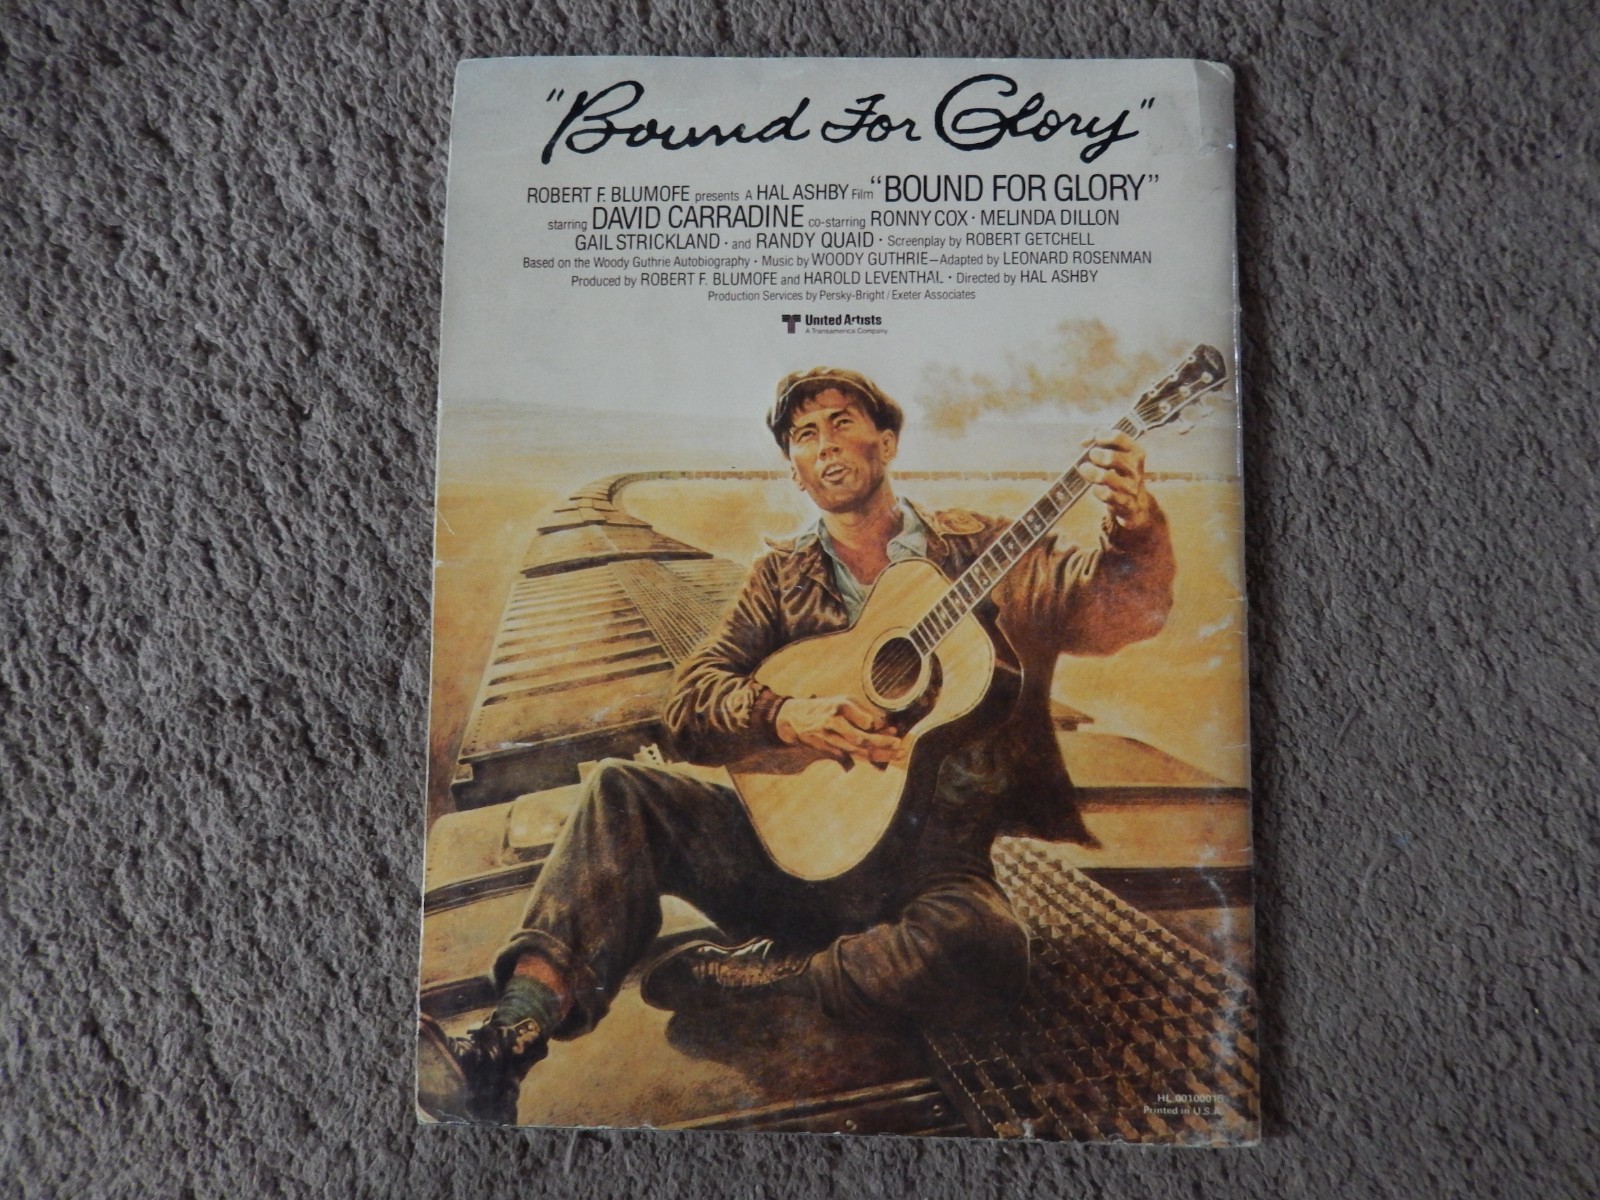 "Bound For Glory"
ROBERT F. BLUMOFE presents A HAL ASHBY Film "BOUND FOR GLORY"
starring DAVID CARRADINE co-starring RONNY COX · MELINDA DILLON
GAIL STRICKLAND · and RANDY QUAID · Screenplay by ROBERT GETCHELL
Based on the Woody Guthrie Autobiography · Music by WOODY GUTHRIE–Adapted by LEONARD ROSENMAN
Produced by ROBERT F. BLUMOFE and HAROLD LEVENTHAL · Directed by HAL ASHBY
Production Services by Persky-Bright / Exeter Associates
United Artists
A Transamerica Company
HL 00100015
Printed in U.S.A.